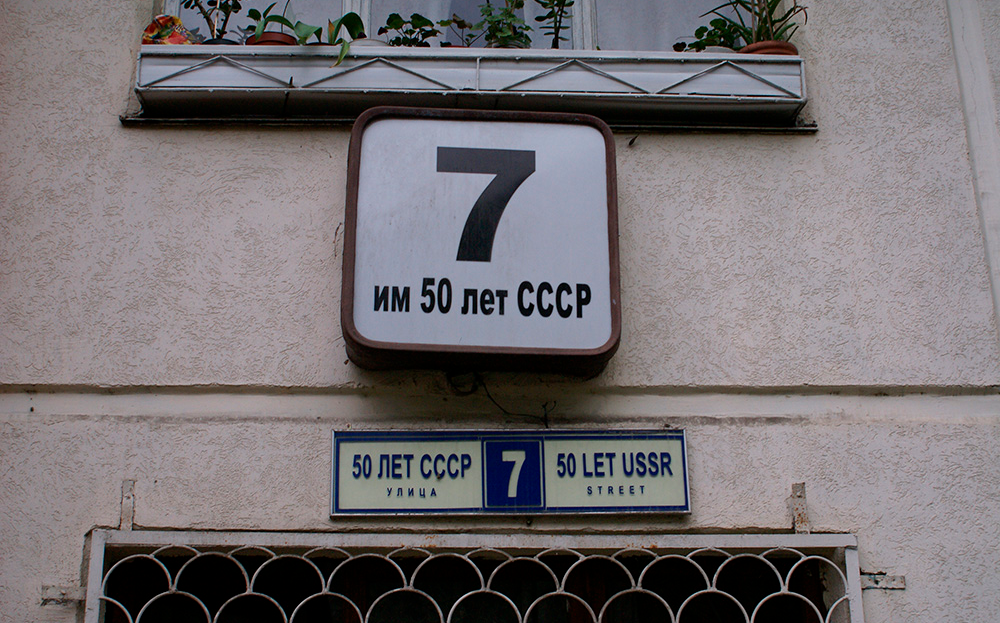 7
им 50 лет СССР
50 ЛЕТ СССР
УЛИЦА
7
50 LET USSR
STREET